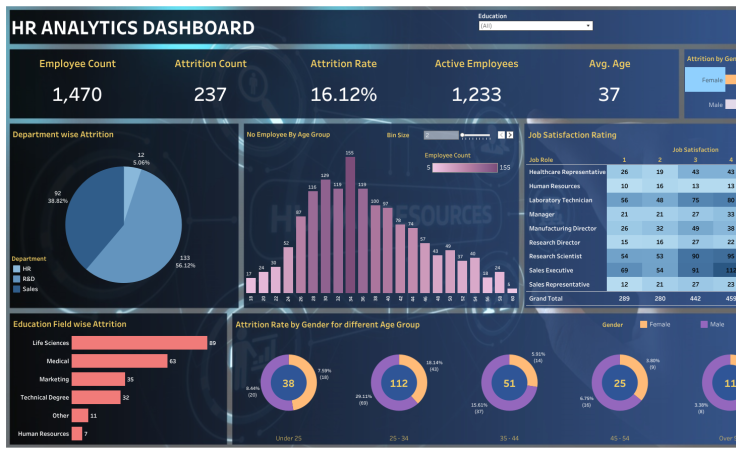 HR ANALYTICS DASHBOARD
Education
(All)
Employee Count
Attrition Count
Attrition Rate
Active Employees
Avg. Age
1,470
237
16.12%
1,233
37
Attrition by Gen
Female
Male
Department wise Attrition
12
5.06%
92
38.82%
133
56.12%
Department
HR
R&D
Sales
No Employee By Age Group
Bin Size
2
Employee Count
5
155
17
24
30
52
87
116
129
119
155
119
100
97
78
74
57
43
49
37
40
18
24
18
20
22
24
26
28
30
32
34
36
38
40
42
44
46
48
50
52
54
56
58
60
Job Satisfaction Rating
Job Satisfaction
Job Role 1 2 3 4
Healthcare Representative 26 19 43 43
Human Resources 10 16 13 13
Laboratory Technician 56 48 75 80
Manager 21 21 27 33
Manufacturing Director 26 32 49 38
Research Director 15 16 27 22
Research Scientist 54 53 90 95
Sales Executive 69 54 91 112
Sales Representative 12 21 27 23
Grand Total 289 280 442 459
Education Field wise Attrition
Life Sciences 89
Medical 63
Marketing 35
Technical Degree 32
Other 11
Human Resources 7
Attrition Rate by Gender for different Age Group
Gender
Female
Male
38
7.59%
(18)
8.44%
(20)
Under 25
112
18.14%
(43)
29.11%
(69)
25 - 34
51
5.91%
(14)
15.61%
(37)
35 - 44
25
3.80%
(9)
6.75%
(16)
45 - 54
11
3.38%
(8)
Over 5